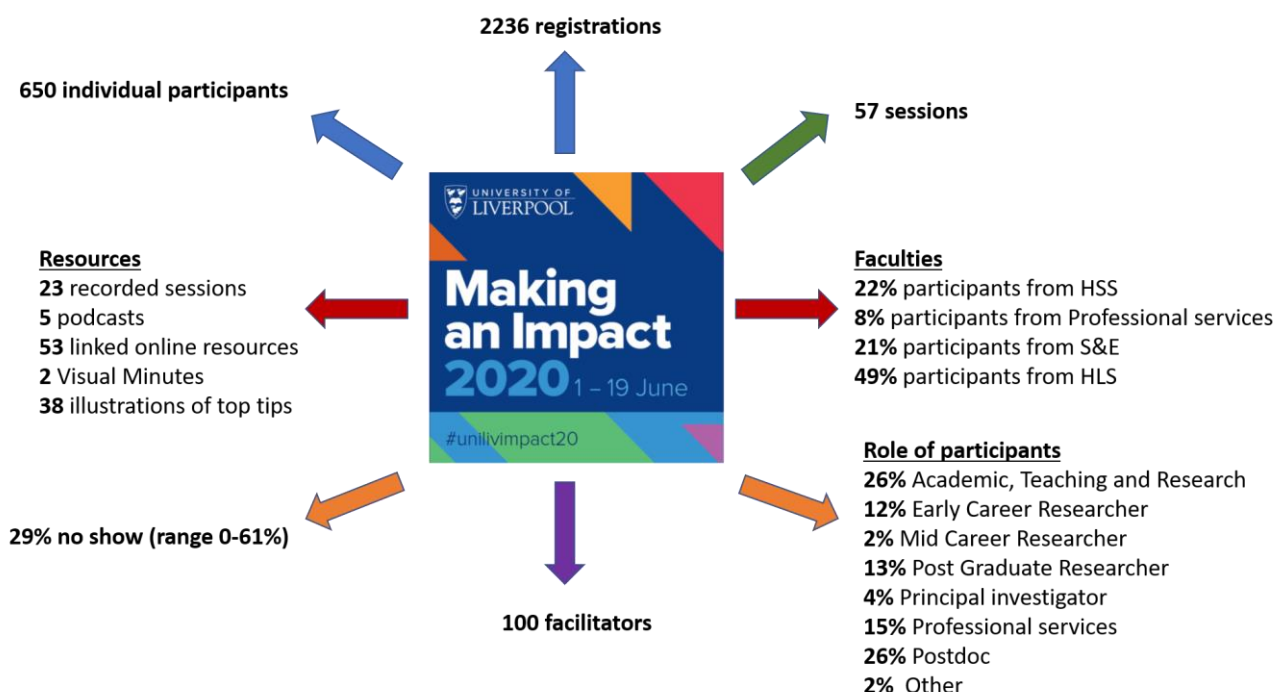 2236 registrations
650 individual participants
57 sessions
UNIVERSITY OF
LIVERPOOL
Making
an Impact
2020 1 – 19 June
#unilivimpact20
Resources
23 recorded sessions
5 podcasts
53 linked online resources
2 Visual Minutes
38 illustrations of top tips
Faculties
22% participants from HSS
8% participants from Professional services
21% participants from S&E
49% participants from HLS
29% no show (range 0-61%)
100 facilitators
Role of participants
26% Academic, Teaching and Research
12% Early Career Researcher
2% Mid Career Researcher
13% Post Graduate Researcher
4% Principal investigator
15% Professional services
26% Postdoc
2% Other